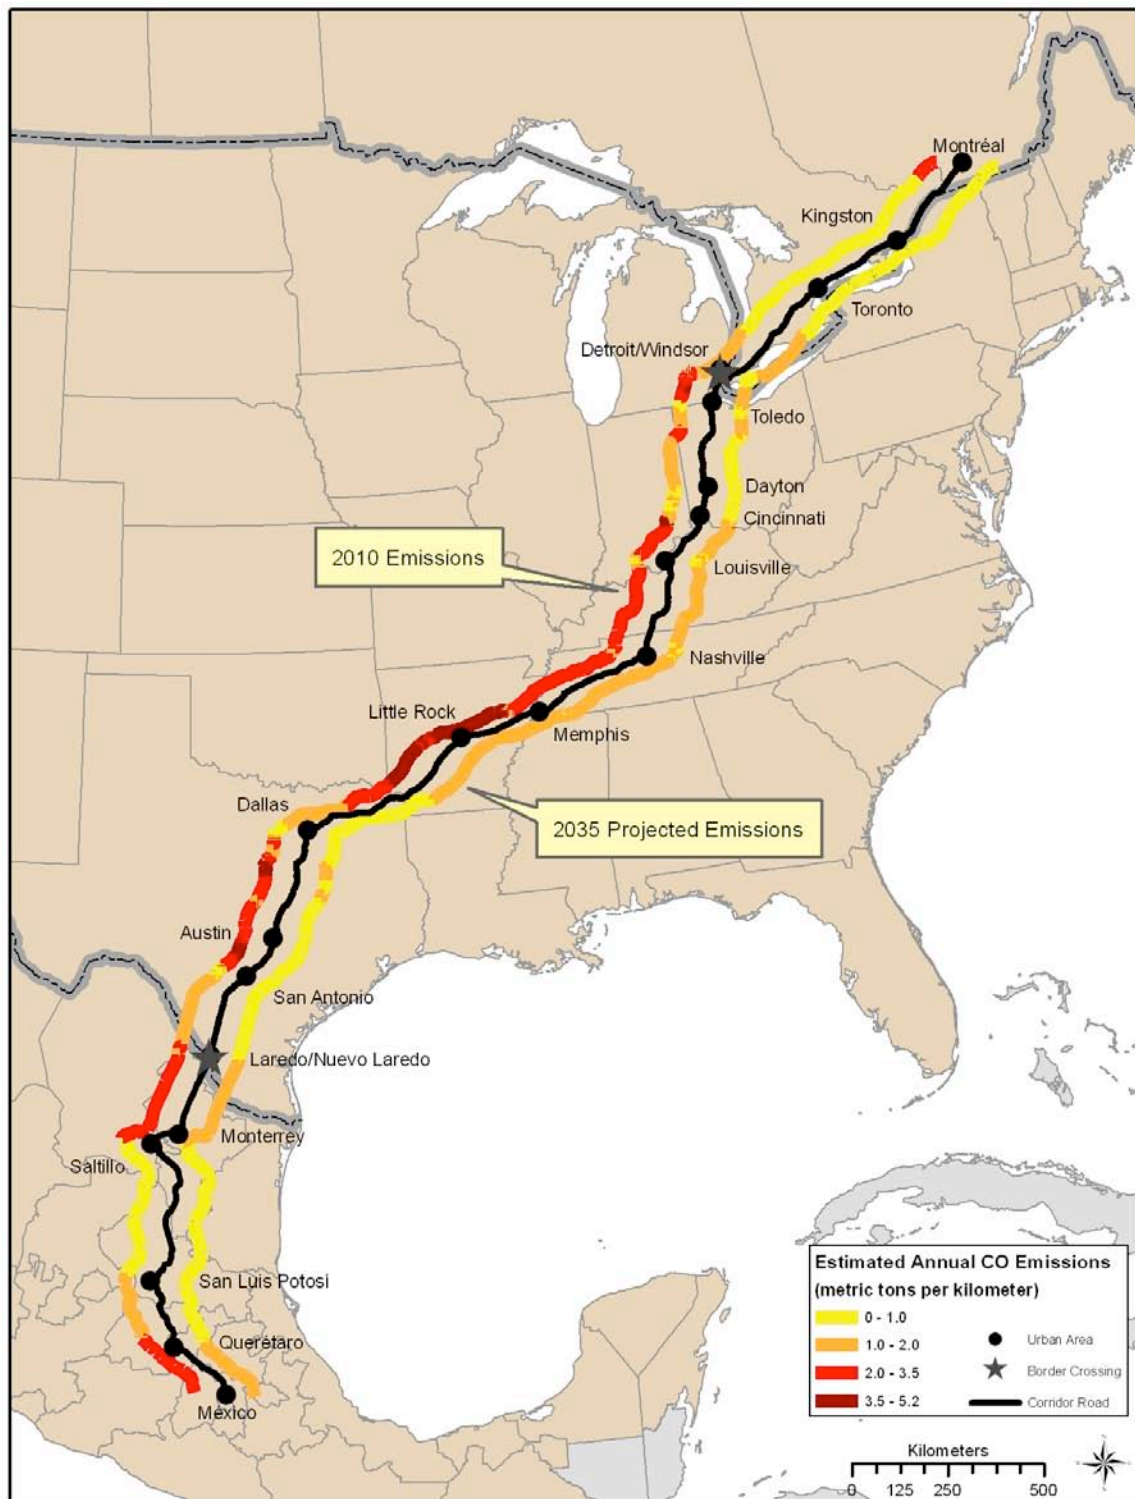 Montréal
Kingston
Toronto
Detroit/Windsor
Toledo
Dayton
Cincinnati
2010 Emissions
Louisville
Nashville
Little Rock
Memphis
Dallas
2035 Projected Emissions
Austin
San Antonio
Laredo/Nuevo Laredo
Monterrey
Saltillo
San Luis Potosí
Querétaro
México
Estimated Annual CO Emissions
(metric tons per kilometer)
0 - 1.0
1.0 - 2.0
2.0 - 3.5
3.5 - 5.2
Urban Area
Border Crossing
Corridor Road
Kilometers
0 125 250 500